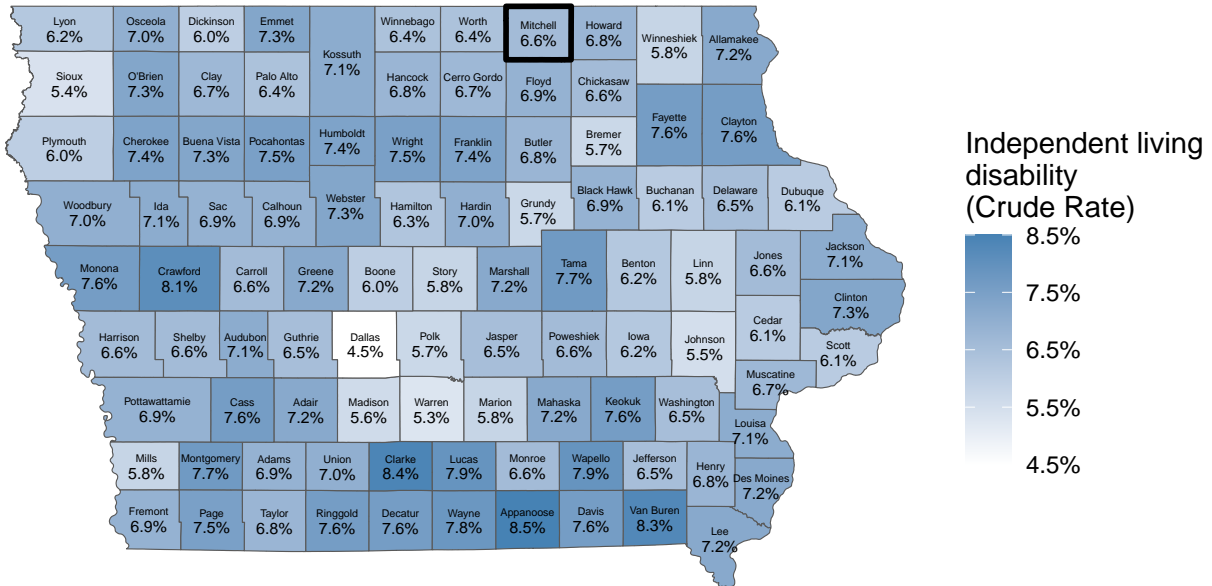 Lyon
6.2%
Osceola
7.0%
Dickinson
6.0%
Emmet
7.3%
Kossuth
7.1%
Winnebago
6.4%
Worth
6.4%
Mitchell
6.6%
Howard
6.8%
Winneshiek
5.8%
Allamakee
7.2%
Sioux
5.4%
O'Brien
7.3%
Clay
6.7%
Palo Alto
6.4%
Hancock
6.8%
Cerro Gordo
6.7%
Floyd
6.9%
Chickasaw
6.6%
Fayette
7.6%
Clayton
7.6%
Plymouth
6.0%
Cherokee
7.4%
Buena Vista
7.3%
Pocahontas
7.5%
Humboldt
7.4%
Wright
7.5%
Franklin
7.4%
Butler
6.8%
Bremer
5.7%
Woodbury
7.0%
Ida
7.1%
Sac
6.9%
Calhoun
6.9%
Webster
7.3%
Hamilton
6.3%
Hardin
7.0%
Grundy
5.7%
Black Hawk
6.9%
Buchanan
6.1%
Delaware
6.5%
Dubuque
6.1%
Monona
7.6%
Crawford
8.1%
Carroll
6.6%
Greene
7.2%
Boone
6.0%
Story
5.8%
Marshall
7.2%
Tama
7.7%
Benton
6.2%
Linn
5.8%
Jones
6.6%
Jackson
7.1%
Clinton
7.3%
Harrison
6.6%
Shelby
6.6%
Audubon
7.1%
Guthrie
6.5%
Dallas
4.5%
Polk
5.7%
Jasper
6.5%
Poweshiek
6.6%
Iowa
6.2%
Johnson
5.5%
Cedar
6.1%
Scott
6.1%
Muscatine
6.7%
Pottawattamie
6.9%
Cass
7.6%
Adair
7.2%
Madison
5.6%
Warren
5.3%
Marion
5.8%
Mahaska
7.2%
Keokuk
7.6%
Washington
6.5%
Louisa
7.1%
Mills
5.8%
Montgomery
7.7%
Adams
6.9%
Union
7.0%
Clarke
8.4%
Lucas
7.9%
Monroe
6.6%
Wapello
7.9%
Jefferson
6.5%
Henry
6.8%
Des Moines
7.2%
Fremont
6.9%
Page
7.5%
Taylor
6.8%
Ringgold
7.6%
Decatur
7.6%
Wayne
7.8%
Appanoose
8.5%
Davis
7.6%
Van Buren
8.3%
Lee
7.2%
Independent living
disability
(Crude Rate)
8.5%
7.5%
6.5%
5.5%
4.5%